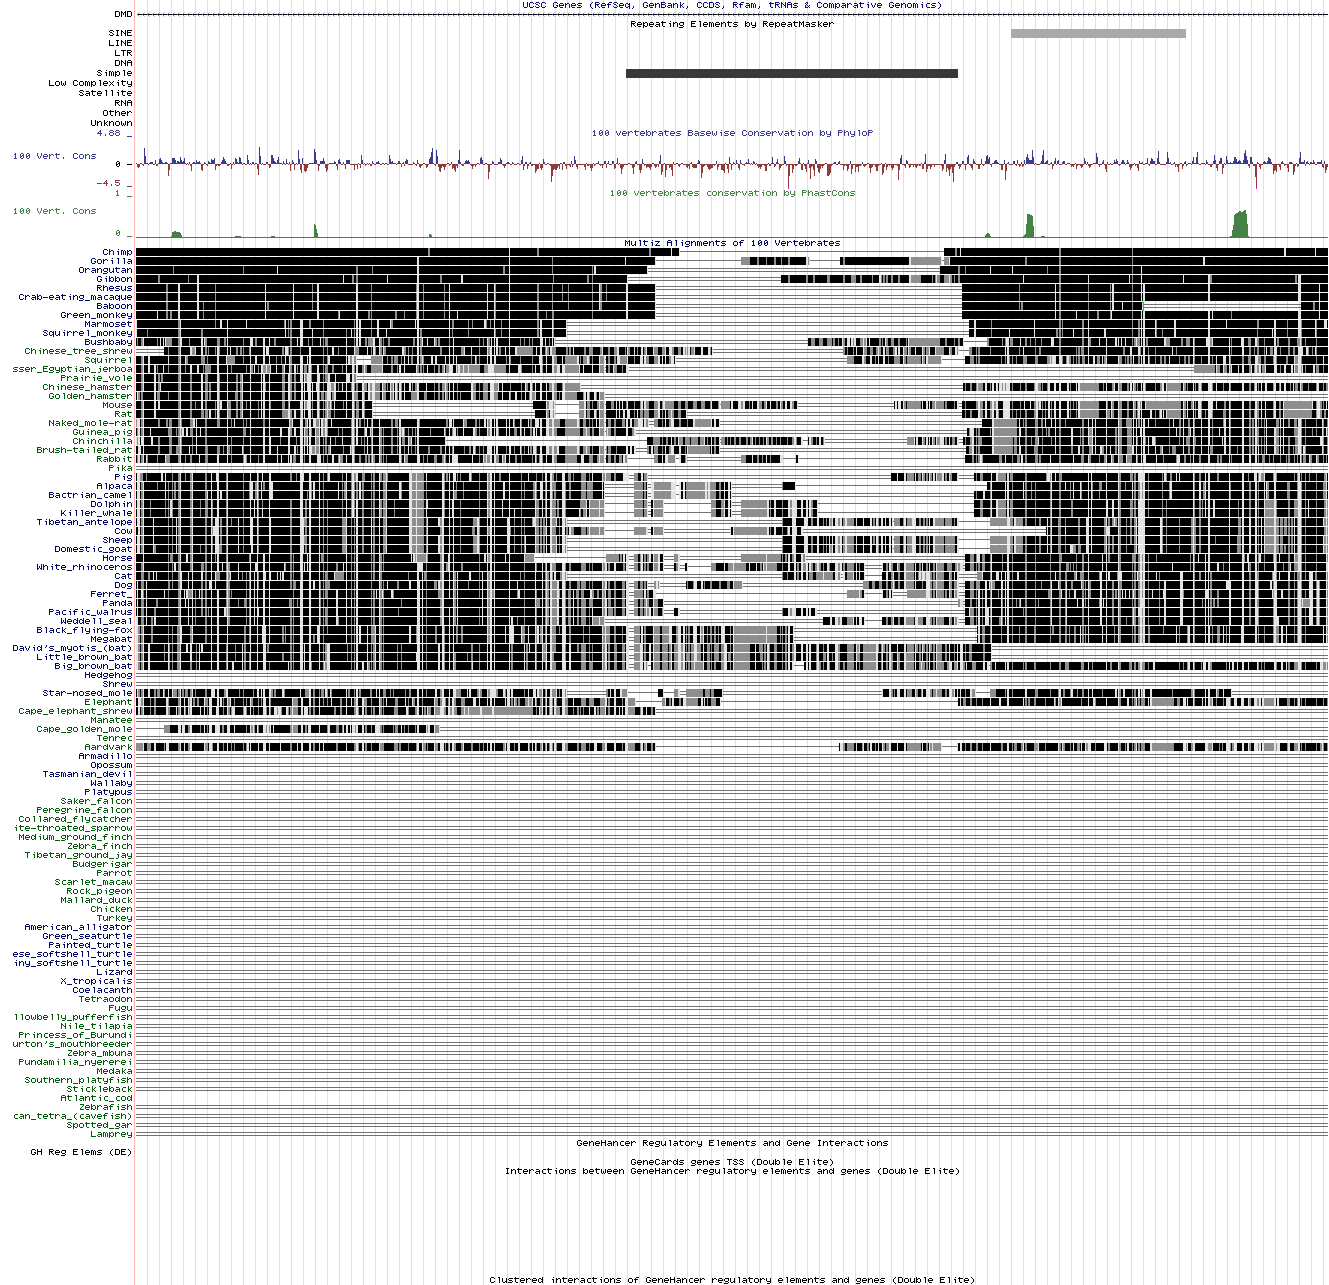 UCSC Genes (RefSeq, GenBank, CCDS, Rfam, tRNAs & Comparative Genomics)
DMD
Repeating Elements by RepeatMasker
SINE
LINE
LTR
DNA
Simple
Low Complexity
Satellite
RNA
Other
Unknown
4.88 _
100 vertebrates Basewise Conservation by PhyloP
100 Vert. Cons
0 _
-4.5 _
1 _
100 vertebrates conservation by PhastCons
100 Vert. Cons
0 _
Multiz Alignments of 100 Vertebrates
Chimp
Gorilla
Orangutan
Gibbon
Rhesus
Crab-eating_macaque
Baboon
Green_monkey
Marmoset
Squirrel_monkey
Bushbaby
Chinese_tree_shrew
Squirrel
sser_Egyptian_jerboa
Prairie_vole
Chinese_hamster
Golden_hamster
Mouse
Rat
Naked_mole-rat
Guinea_pig
Chinchilla
Brush-tailed_rat
Rabbit
Pika
Pig
Alpaca
Bactrian_camel
Dolphin
Killer_whale
Tibetan_antelope
Cow
Sheep
Domestic_goat
Horse
White_rhinoceros
Cat
Dog
Ferret_
Panda
Pacific_walrus
Weddell_seal
Black_flying-fox
Megabat
David's_myotis_(bat)
Little_brown_bat
Big_brown_bat
Hedgehog
Shrew
Star-nosed_mole
Elephant
Cape_elephant_shrew
Manatee
Cape_golden_mole
Tenrec
Aardvark
Armadillo
Opossum
Tasmanian_devil
Wallaby
Platypus
Saker_falcon
Peregrine_falcon
Collared_flycatcher
ite-throated_sparrow
Medium_ground_finch
Zebra_finch
Tibetan_ground_jay
Budgerigar
Parrot
Scarlet_macaw
Rock_pigeon
Mallard_duck
Chicken
Turkey
American_alligator
Green_seaturtle
Painted_turtle
ese_softshell_turtle
iny_softshell_turtle
Lizard
X_tropicalis
Coelacanth
Tetraodon
Fugu
llowbelly_pufferfish
Nile_tilapia
Princess_of_Burundi
urton's_mouthbreeder
Zebra_mbuna
Pundamilia_nyererei
Medaka
Southern_platyfish
Stickleback
Atlantic_cod
Zebrafish
can_tetra_(cavefish)
Spotted_gar
Lamprey
GeneHancer Regulatory Elements and Gene Interactions
GH Reg Elems (DE)
GeneCards genes TSS (Double Elite)
Interactions between GeneHancer regulatory elements and genes (Double Elite)
Clustered interactions of GeneHancer regulatory elements and genes (Double Elite)